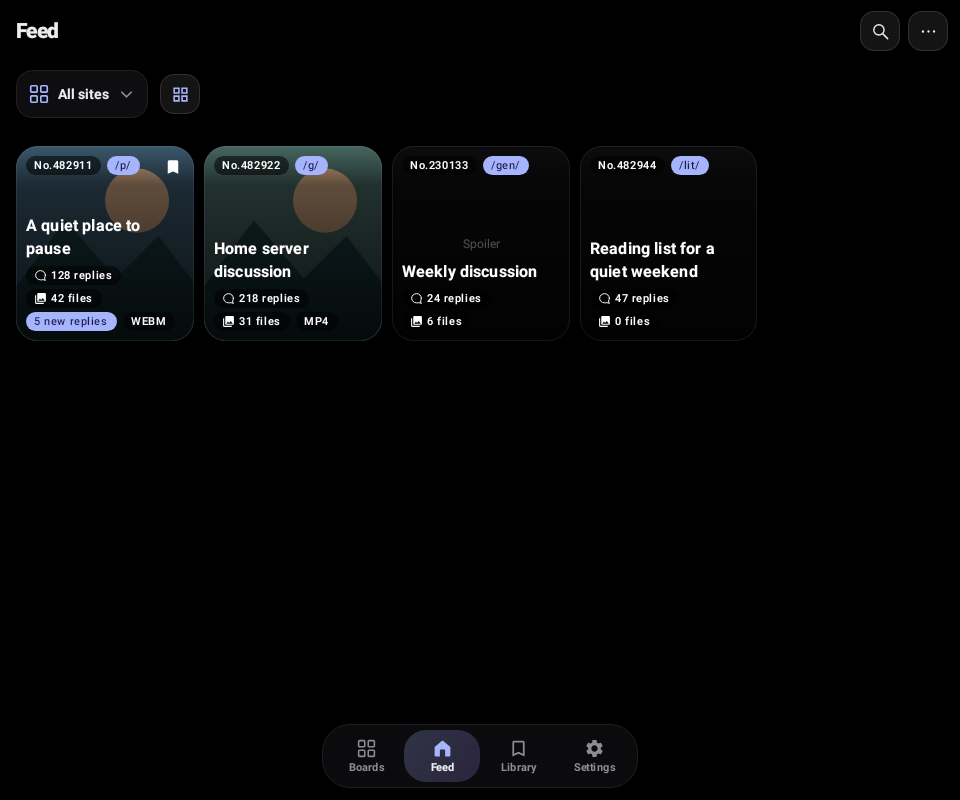 Feed
All sites
No.482911 /p/
A quiet place to
pause
128 replies
42 files
5 new replies WEBM
No.482922 /g/
Home server
discussion
218 replies
31 files MP4
No.230133 /gen/
Spoiler
Weekly discussion
24 replies
6 files
No.482944 /lit/
Reading list for a
quiet weekend
47 replies
0 files
Boards Feed Library Settings